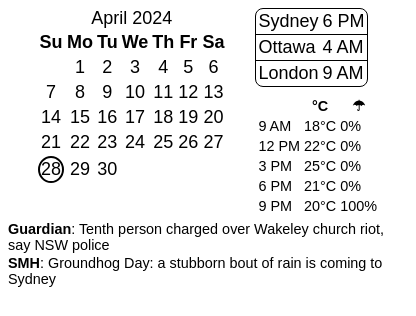 April 2024
Su Mo Tu We Th Fr Sa
1 2 3 4 5 6
7 8 9 10 11 12 13
14 15 16 17 18 19 20
21 22 23 24 25 26 27
28 29 30
Sydney 6 PM
Ottawa 4 AM
London 9 AM
°C ☂
9 AM 18°C 0%
12 PM 22°C 0%
3 PM 25°C 0%
6 PM 21°C 0%
9 PM 20°C 100%
Guardian: Tenth person charged over Wakeley church riot,
say NSW police
SMH: Groundhog Day: a stubborn bout of rain is coming to
Sydney